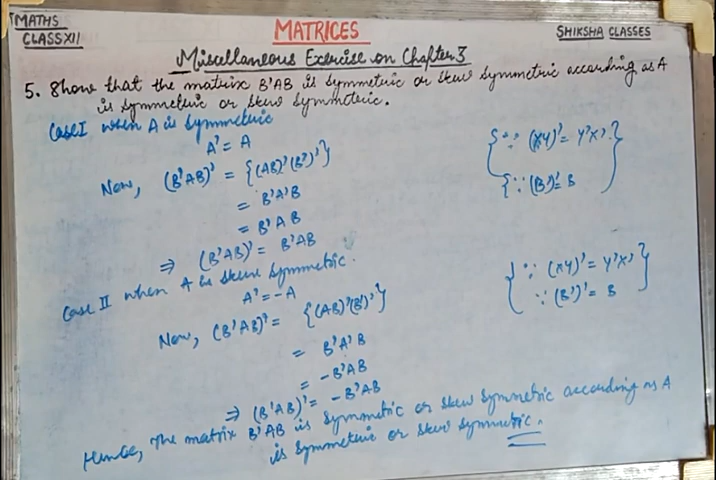 MATHS
CLASS XII
MATRICES
SHIKSHA CLASSES
Miscellaneous Exercise on Chapter 3
5. Show that the matrix B'AB is symmetric or skew symmetric according as A
is symmetric or skew symmetric.
Case I when A is symmetric
A' = A
Now, (B'AB)' = {(AB)'(B')'}
{∵ (XY)' = Y'X'}
= B'A'B
{∵ (B')' = B
= B'AB
⇒ (B'AB)' = B'AB
Case II when A is skew symmetric.
A' = -A
{∵ (XY)' = Y'X'}
Now, (B'AB)' = {(AB)'(B')'}
∵ (B')' = B
= B'A'B
= -B'AB
⇒ (B'AB)' = -B'AB
Hence, The matrix B'AB is symmetric or skew symmetric according as A
is symmetric or skew symmetric.